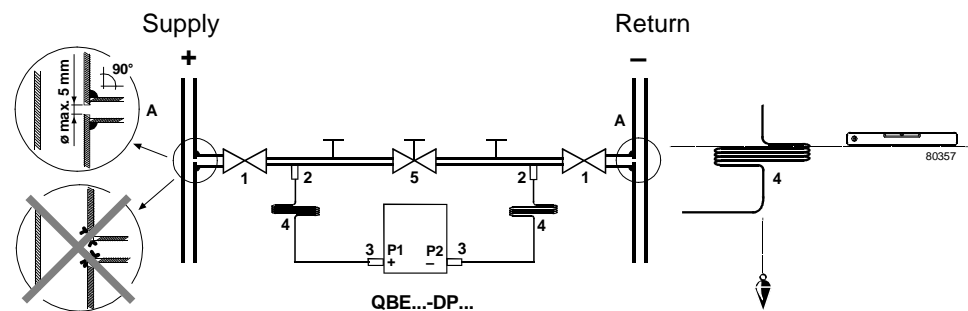 Supply
Return
+
–
90°
ø max. 5 mm
A
A
1
2
5
2
1
80357
4
4
4
3
P1
P2
3
+
–
QBE...-DP...